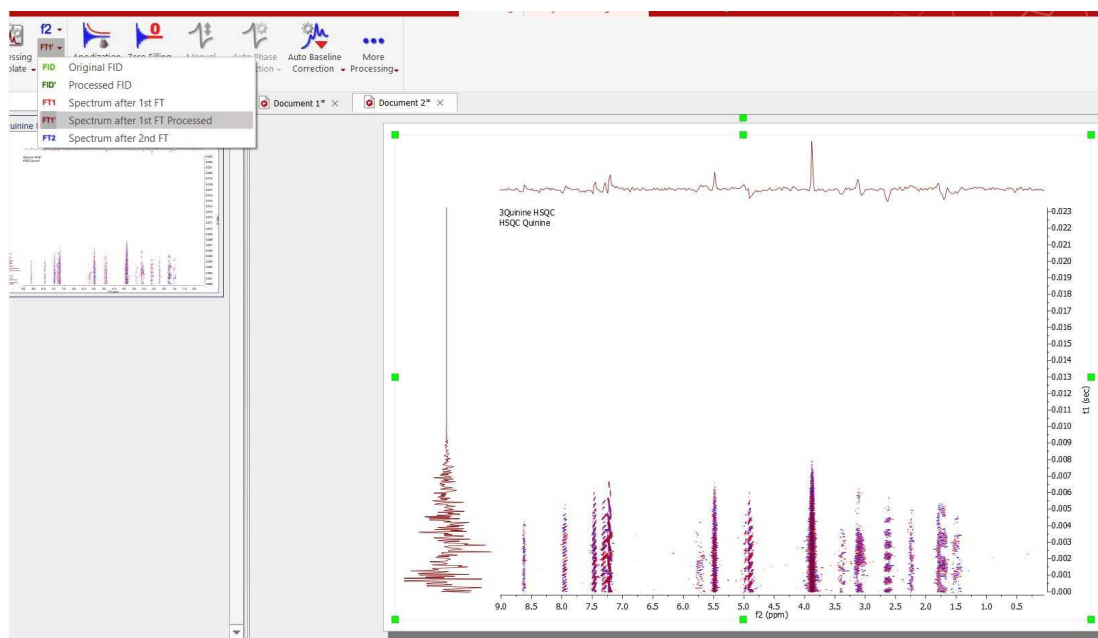 f2
FT1'
Anodization Zero Filling Manual Auto Phase Auto Baseline More
Correction Processing
FID Original FID
FID' Processed FID
FT1 Spectrum after 1st FT
FT1' Spectrum after 1st FT Processed
FT2 Spectrum after 2nd FT
Document 1* × Document 2* ×
3Quinine HSQC
HSQC Quinine
0.023
0.022
0.021
0.020
0.019
0.018
0.017
0.016
0.015
0.014
0.013
0.012
0.011
0.010
0.009
0.008
0.007
0.006
0.005
0.004
0.003
0.002
0.001
0.000
t1 (sec)
9.0 8.5 8.0 7.5 7.0 6.5 6.0 5.5 5.0 4.5 4.0 3.5 3.0 2.5 2.0 1.5 1.0 0.5
f2 (ppm)